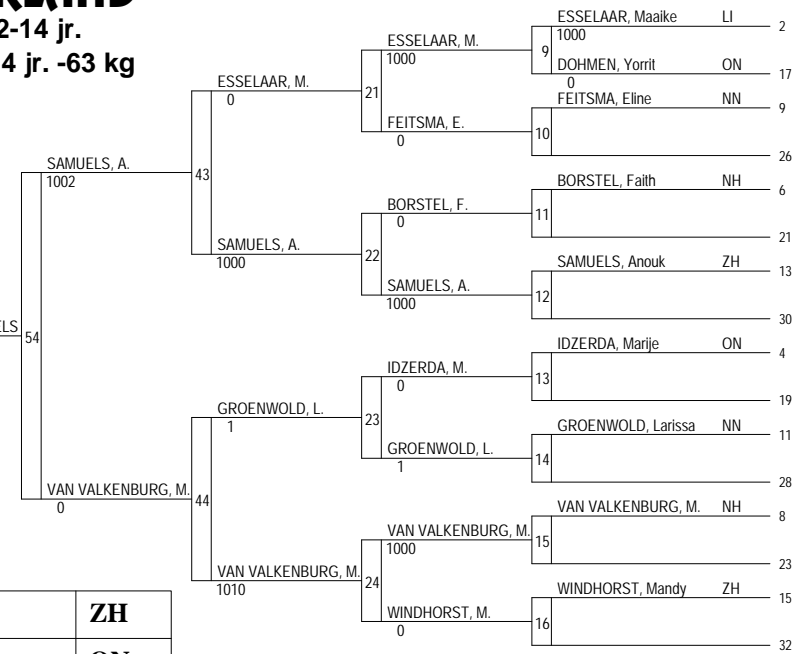 2-14 jr.
4 jr. -63 kg
ESSELAAR, Maaike LI 2
1000
9
DOHMEN, Yorrit ON 17
0
FEITSMA, Eline NN 9
10
26
BORSTEL, Faith NH 6
11
21
SAMUELS, Anouk ZH 13
12
30
IDZERDA, Marije ON 4
13
19
GROENWOLD, Larissa NN 11
14
28
VAN VALKENBURG, M. NH 8
15
23
WINDHORST, Mandy ZH 15
16
32
ESSELAAR, M.
1000
21
FEITSMA, E.
0
BORSTEL, F.
0
22
SAMUELS, A.
1000
IDZERDA, M.
0
23
GROENWOLD, L.
1
VAN VALKENBURG, M.
1000
24
WINDHORST, M.
0
ESSELAAR, M.
0
43
SAMUELS, A.
1000
GROENWOLD, L.
1
44
VAN VALKENBURG, M.
1010
SAMUELS, A.
1002
54
VAN VALKENBURG, M.
0
ELS
ZH
ON